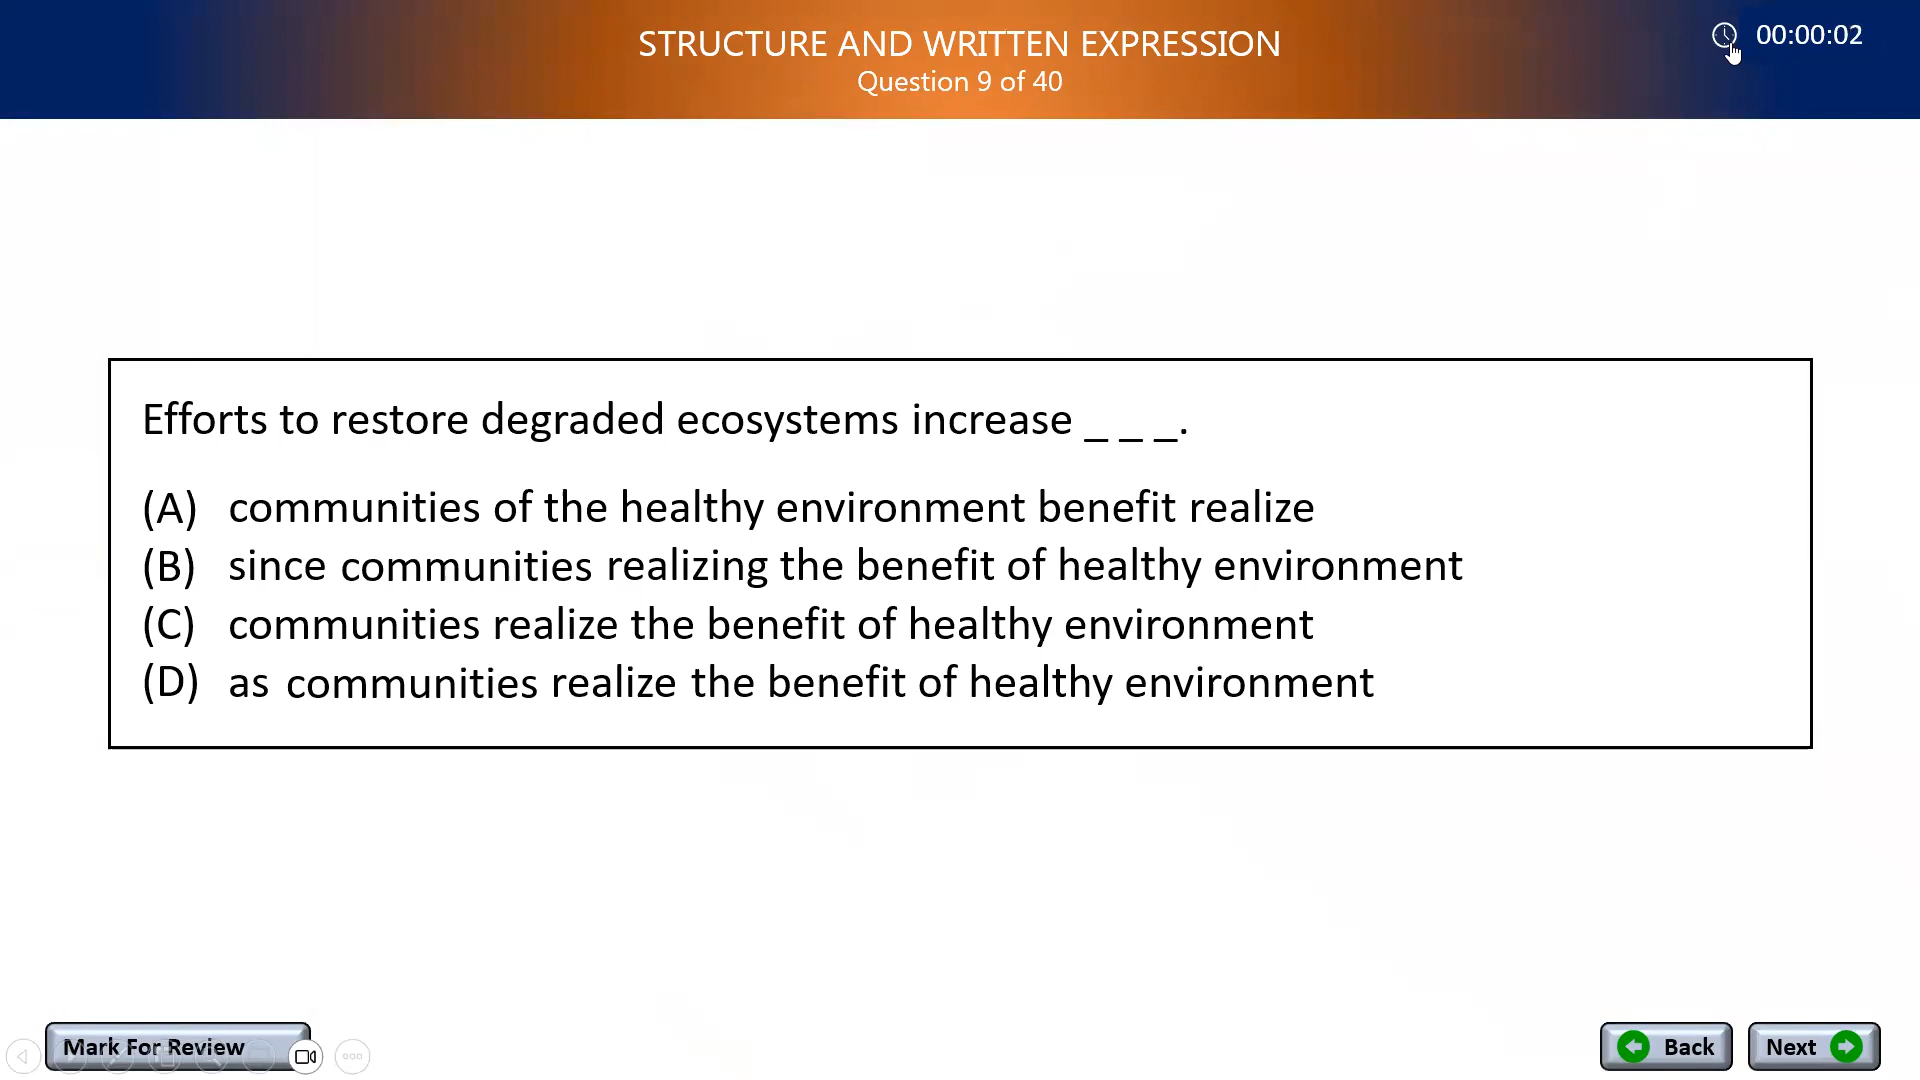 STRUCTURE AND WRITTEN EXPRESSION
Question 9 of 40
00:00:02
Efforts to restore degraded ecosystems increase _ _ _.
(A) communities of the healthy environment benefit realize
(B) since communities realizing the benefit of healthy environment
(C) communities realize the benefit of healthy environment
(D) as communities realize the benefit of healthy environment
Mark For Review
Back
Next